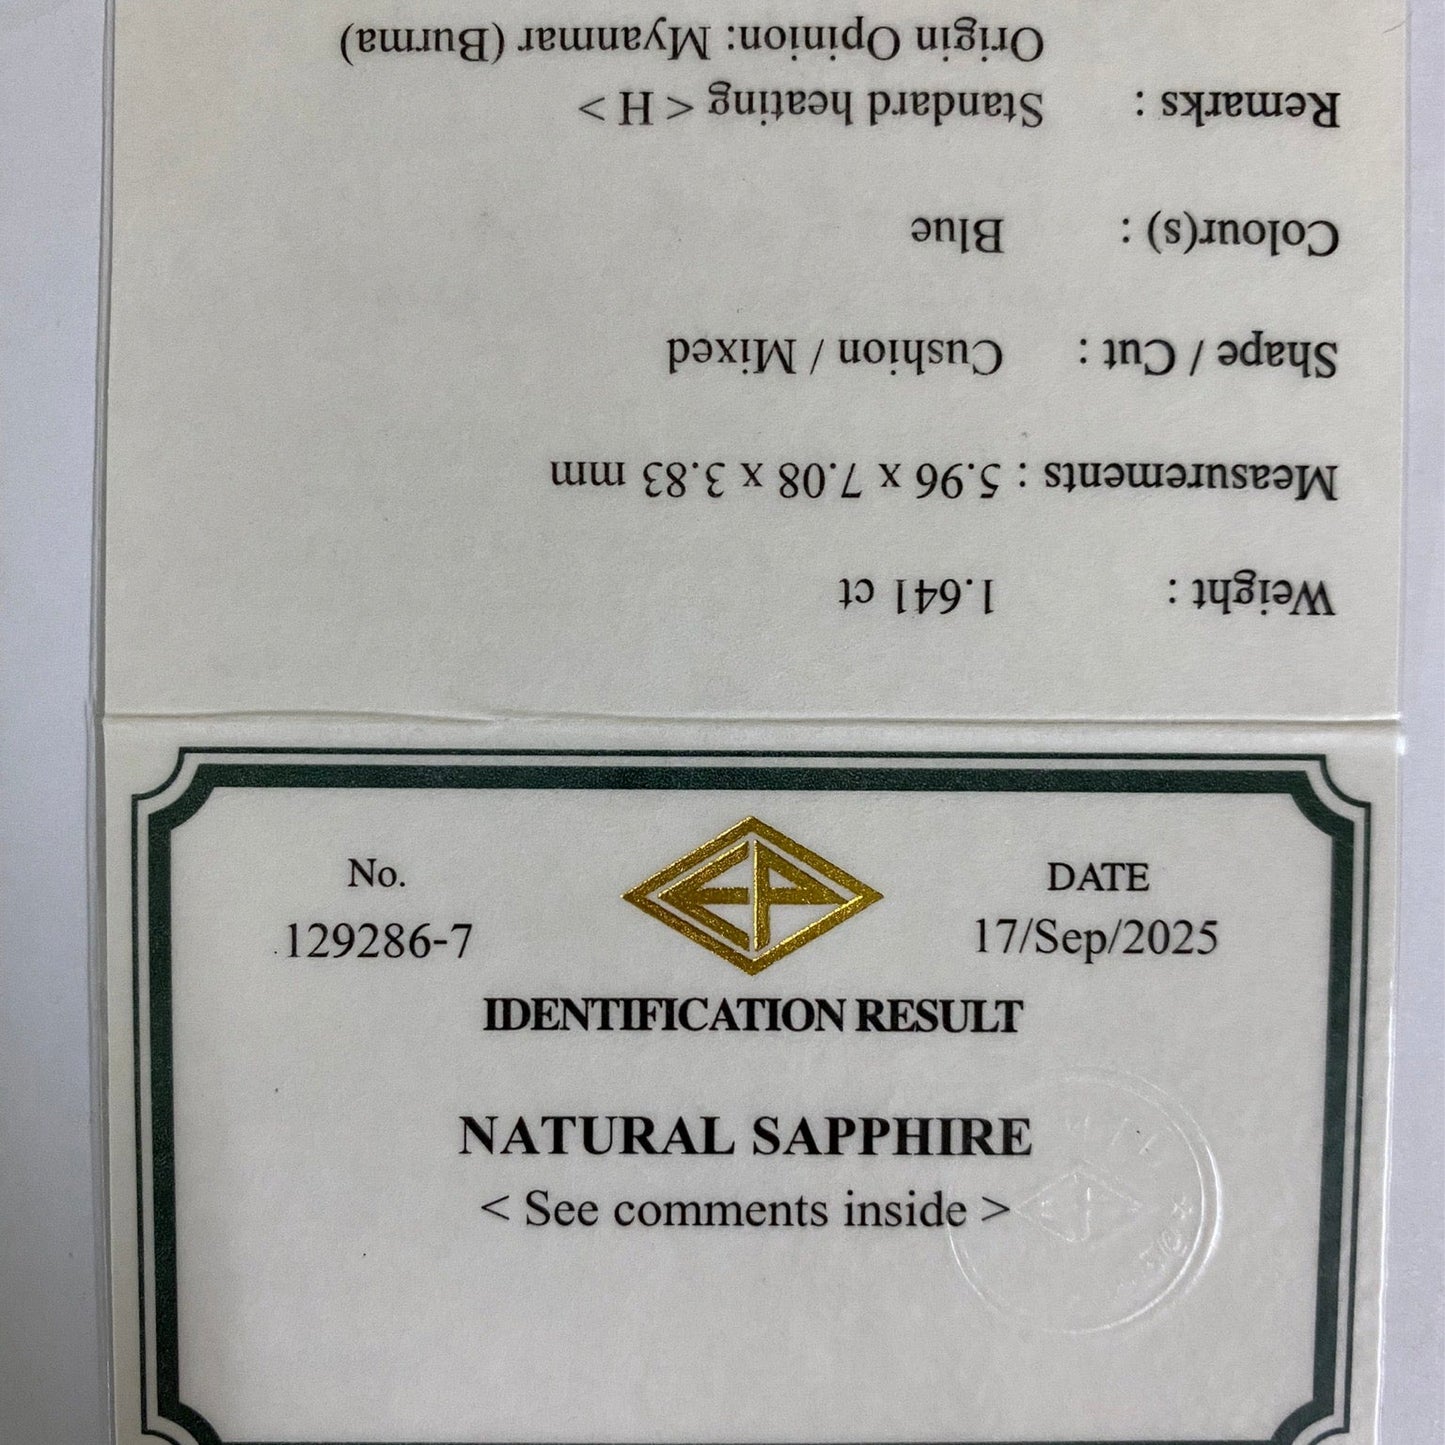 No.
129286-7
EP
DATE
17/Sep/2025
IDENTIFICATION RESULT
NATURAL SAPPHIRE
< See comments inside >
Weight : 1.641 ct
Measurements : 5.96 x 7.08 x 3.83 mm
Shape / Cut : Cushion / Mixed
Colour(s) : Blue
Remarks : Standard heating < H >
Origin Opinion: Myanmar (Burma)